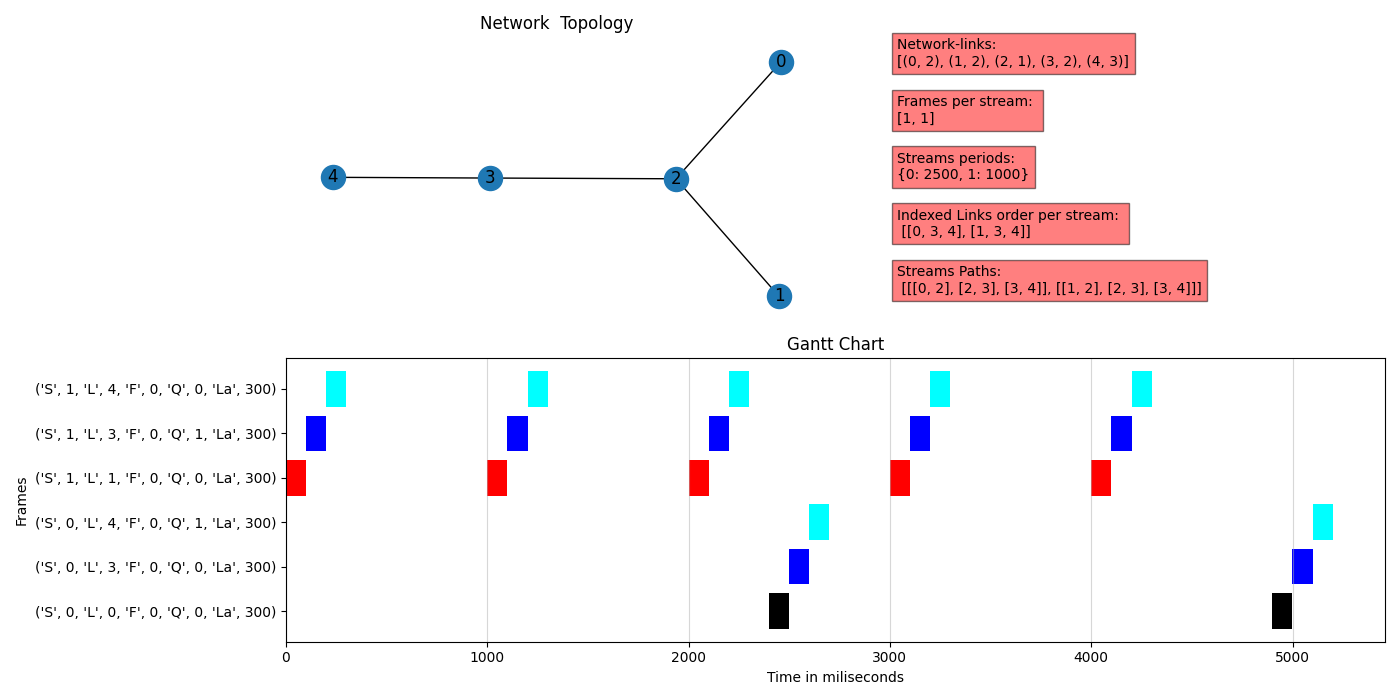 Network  Topology
0
4
3
2
1
Network-links:
[(0, 2), (1, 2), (2, 1), (3, 2), (4, 3)]
Frames per stream:
[1, 1]
Streams periods:
{0: 2500, 1: 1000}
Indexed Links order per stream:
[[0, 3, 4], [1, 3, 4]]
Streams Paths:
[[[0, 2], [2, 3], [3, 4]], [[1, 2], [2, 3], [3, 4]]]
Gantt Chart
Frames
('S', 1, 'L', 4, 'F', 0, 'Q', 0, 'La', 300)
('S', 1, 'L', 3, 'F', 0, 'Q', 1, 'La', 300)
('S', 1, 'L', 1, 'F', 0, 'Q', 0, 'La', 300)
('S', 0, 'L', 4, 'F', 0, 'Q', 1, 'La', 300)
('S', 0, 'L', 3, 'F', 0, 'Q', 0, 'La', 300)
('S', 0, 'L', 0, 'F', 0, 'Q', 0, 'La', 300)
0 1000 2000 3000 4000 5000
Time in miliseconds